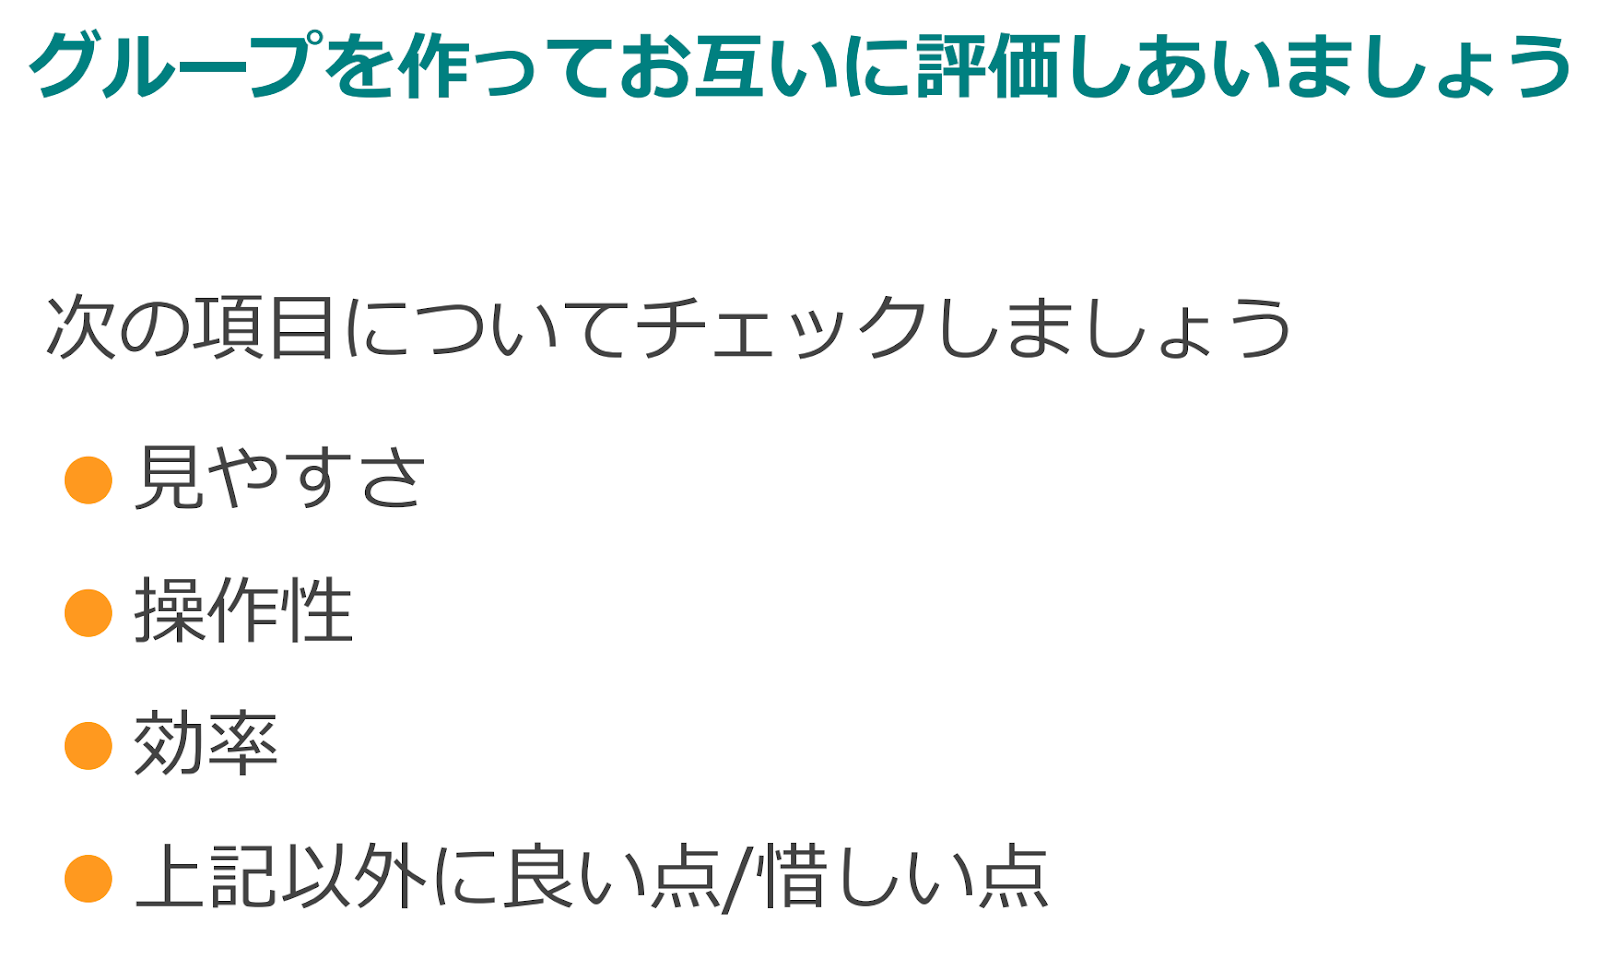 グループを作ってお互いに評価しあいましょう
次の項目についてチェックしましょう
● 見やすさ
● 操作性
● 効率
● 上記以外に良い点/惜しい点